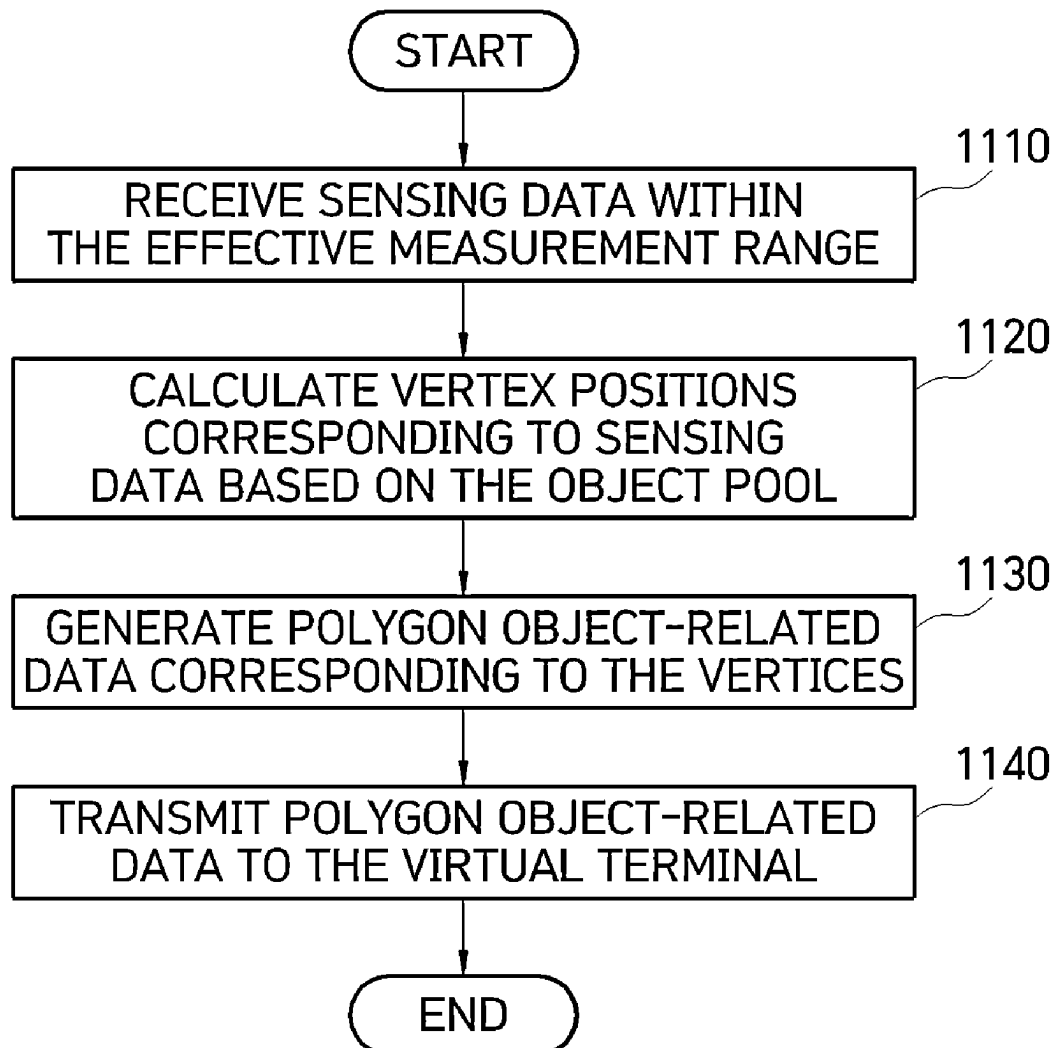 START
1110
RECEIVE SENSING DATA WITHIN
THE EFFECTIVE MEASUREMENT RANGE
1120
CALCULATE VERTEX POSITIONS
CORRESPONDING TO SENSING
DATA BASED ON THE OBJECT POOL
1130
GENERATE POLYGON OBJECT-RELATED
DATA CORRESPONDING TO THE VERTICES
1140
TRANSMIT POLYGON OBJECT-RELATED
DATA TO THE VIRTUAL TERMINAL
END